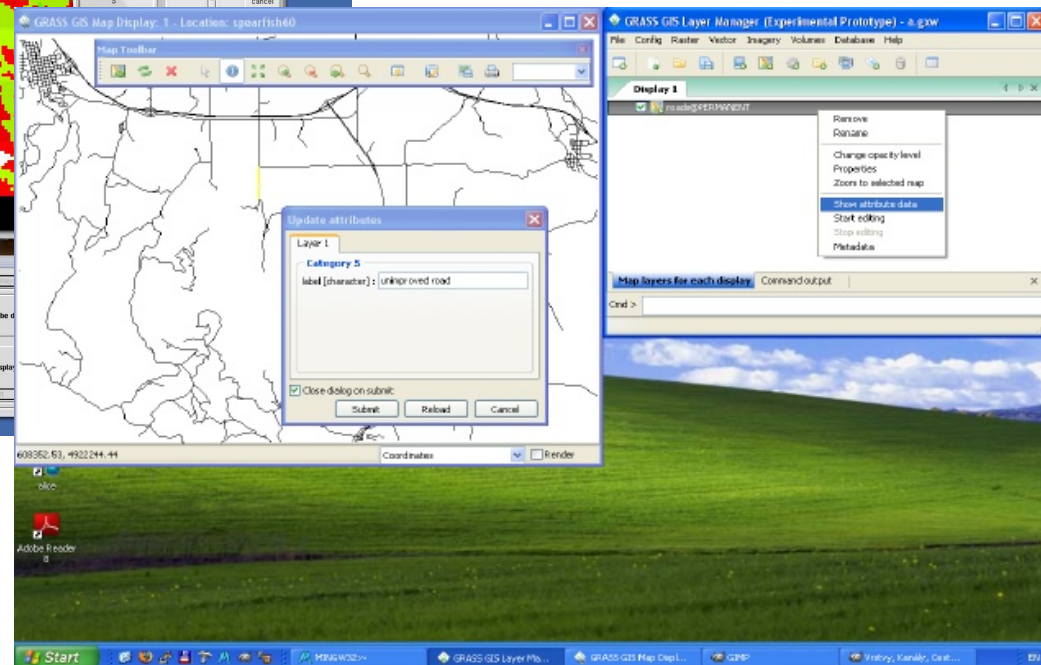 cancel
GRASS GIS Map Display: 1 - Location: spearfish60
Map Toolbar
GRASS GIS Layer Manager (Experimental Prototype) - a.gxw
File Config Raster Vector Imagery Volumes Database Help
Display 1
roads@PERMANENT
Remove
Rename
Change opacity level
Properties
Zoom to selected map
Show attribute data
Start editing
Stop editing
Metadata
Update attributes
Layer 1
Category 5
label [character] : unimproved road
Close dialog on submit
Submit Reload Cancel
Map layers for each display Command output
Cmd >
608352.53, 4922244.44 Coordinates Render
Adobe Reader
8
Start MINGW32:~ GRASS GIS Layer Ma... GRASS GIS Map Displ... GIMP EN